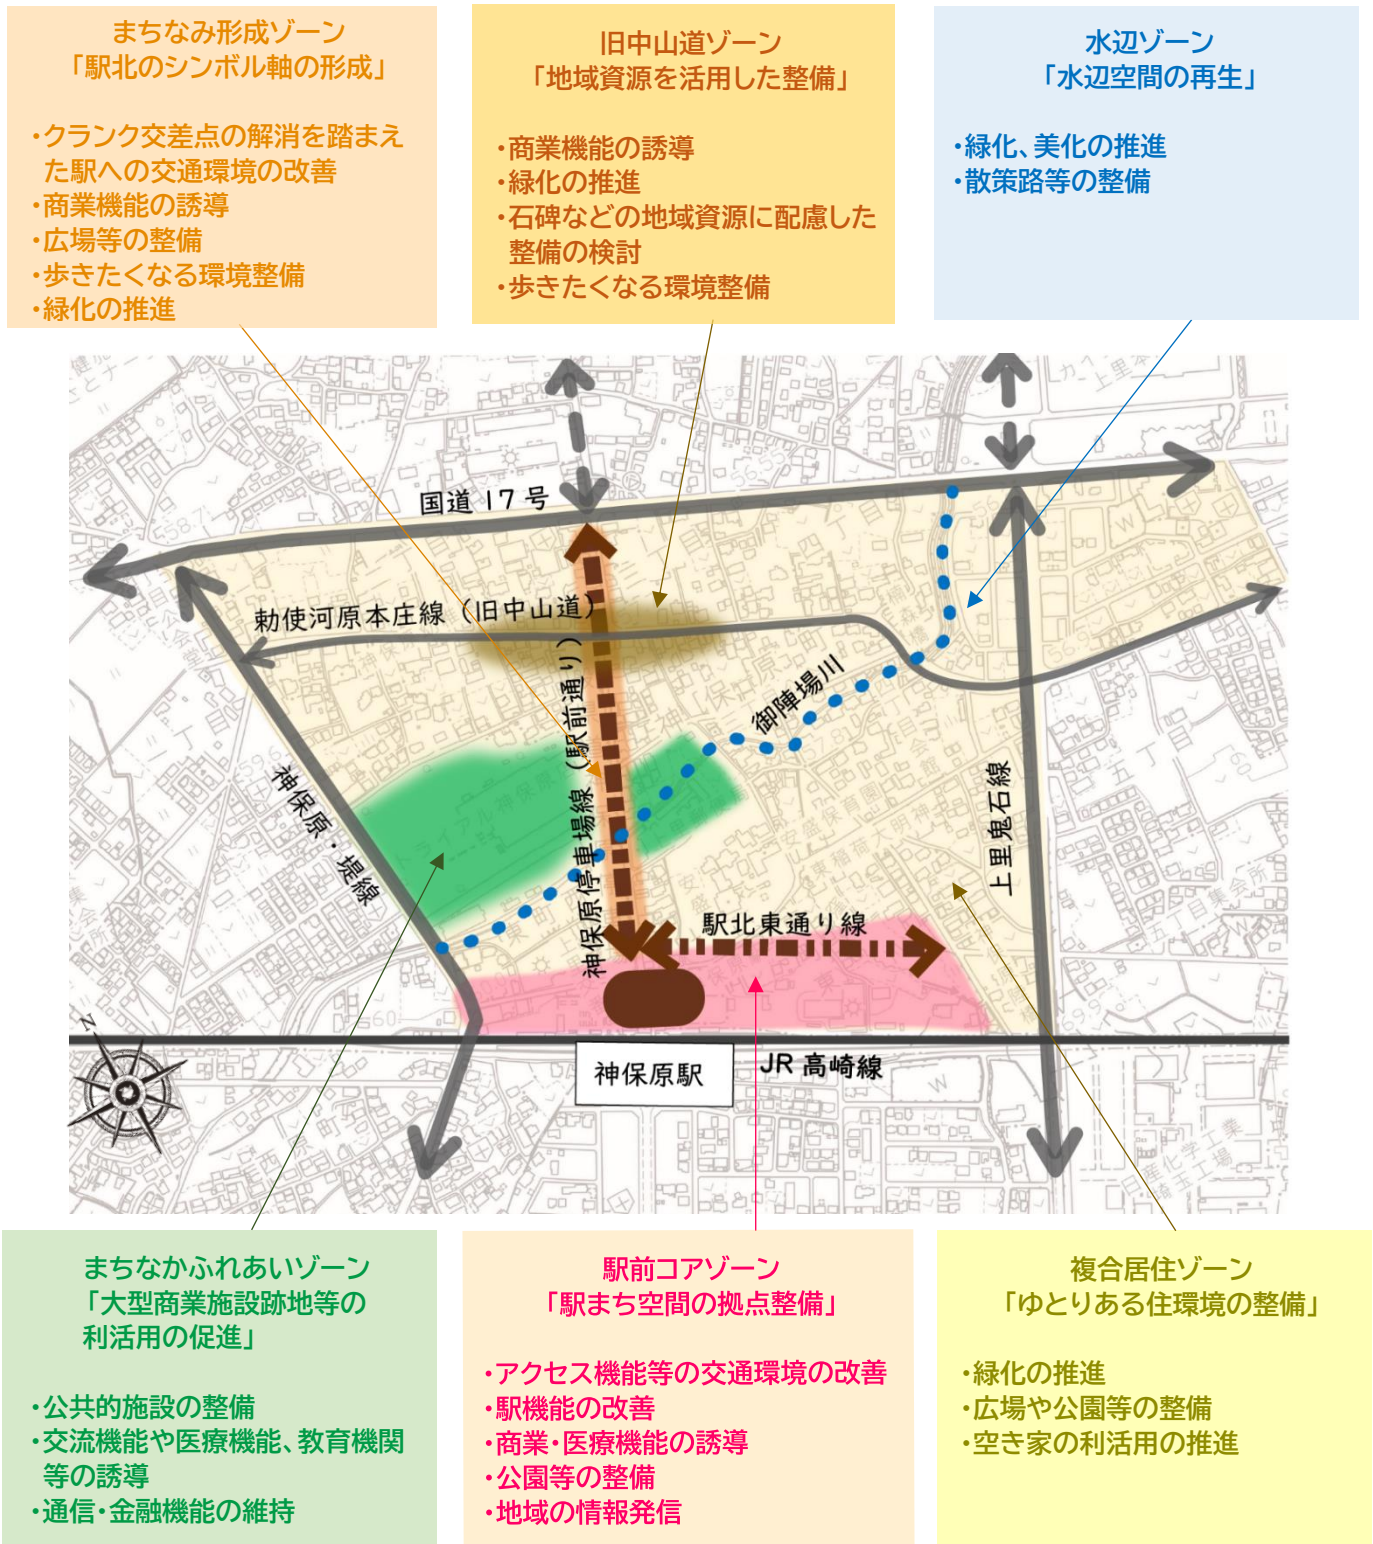 まちなみ形成ゾーン
「駅北のシンボル軸の形成」
・クランク交差点の解消を踏まえ
た駅への交通環境の改善
・商業機能の誘導
・広場等の整備
・歩きたくなる環境整備
・緑化の推進
旧中山道ゾーン
「地域資源を活用した整備」
・商業機能の誘導
・緑化の推進
・石碑などの地域資源に配慮した
整備の検討
・歩きたくなる環境整備
水辺ゾーン
「水辺空間の再生」
・緑化、美化の推進
・散策路等の整備
国道17号
勅使河原本庄線（旧中山道）
神保原停車場線（駅前通り）
御陣場川
神保原・堤線
上里鬼石線
駅北東通り線
神保原駅
JR高崎線
N
まちなかふれあいゾーン
「大型商業施設跡地等の
利活用の促進」
・公共的施設の整備
・交流機能や医療機能、教育機関
等の誘導
・通信・金融機能の維持
駅前コアゾーン
「駅まち空間の拠点整備」
・アクセス機能等の交通環境の改善
・駅機能の改善
・商業・医療機能の誘導
・公園等の整備
・地域の情報発信
複合居住ゾーン
「ゆとりある住環境の整備」
・緑化の推進
・広場や公園等の整備
・空き家の利活用の推進